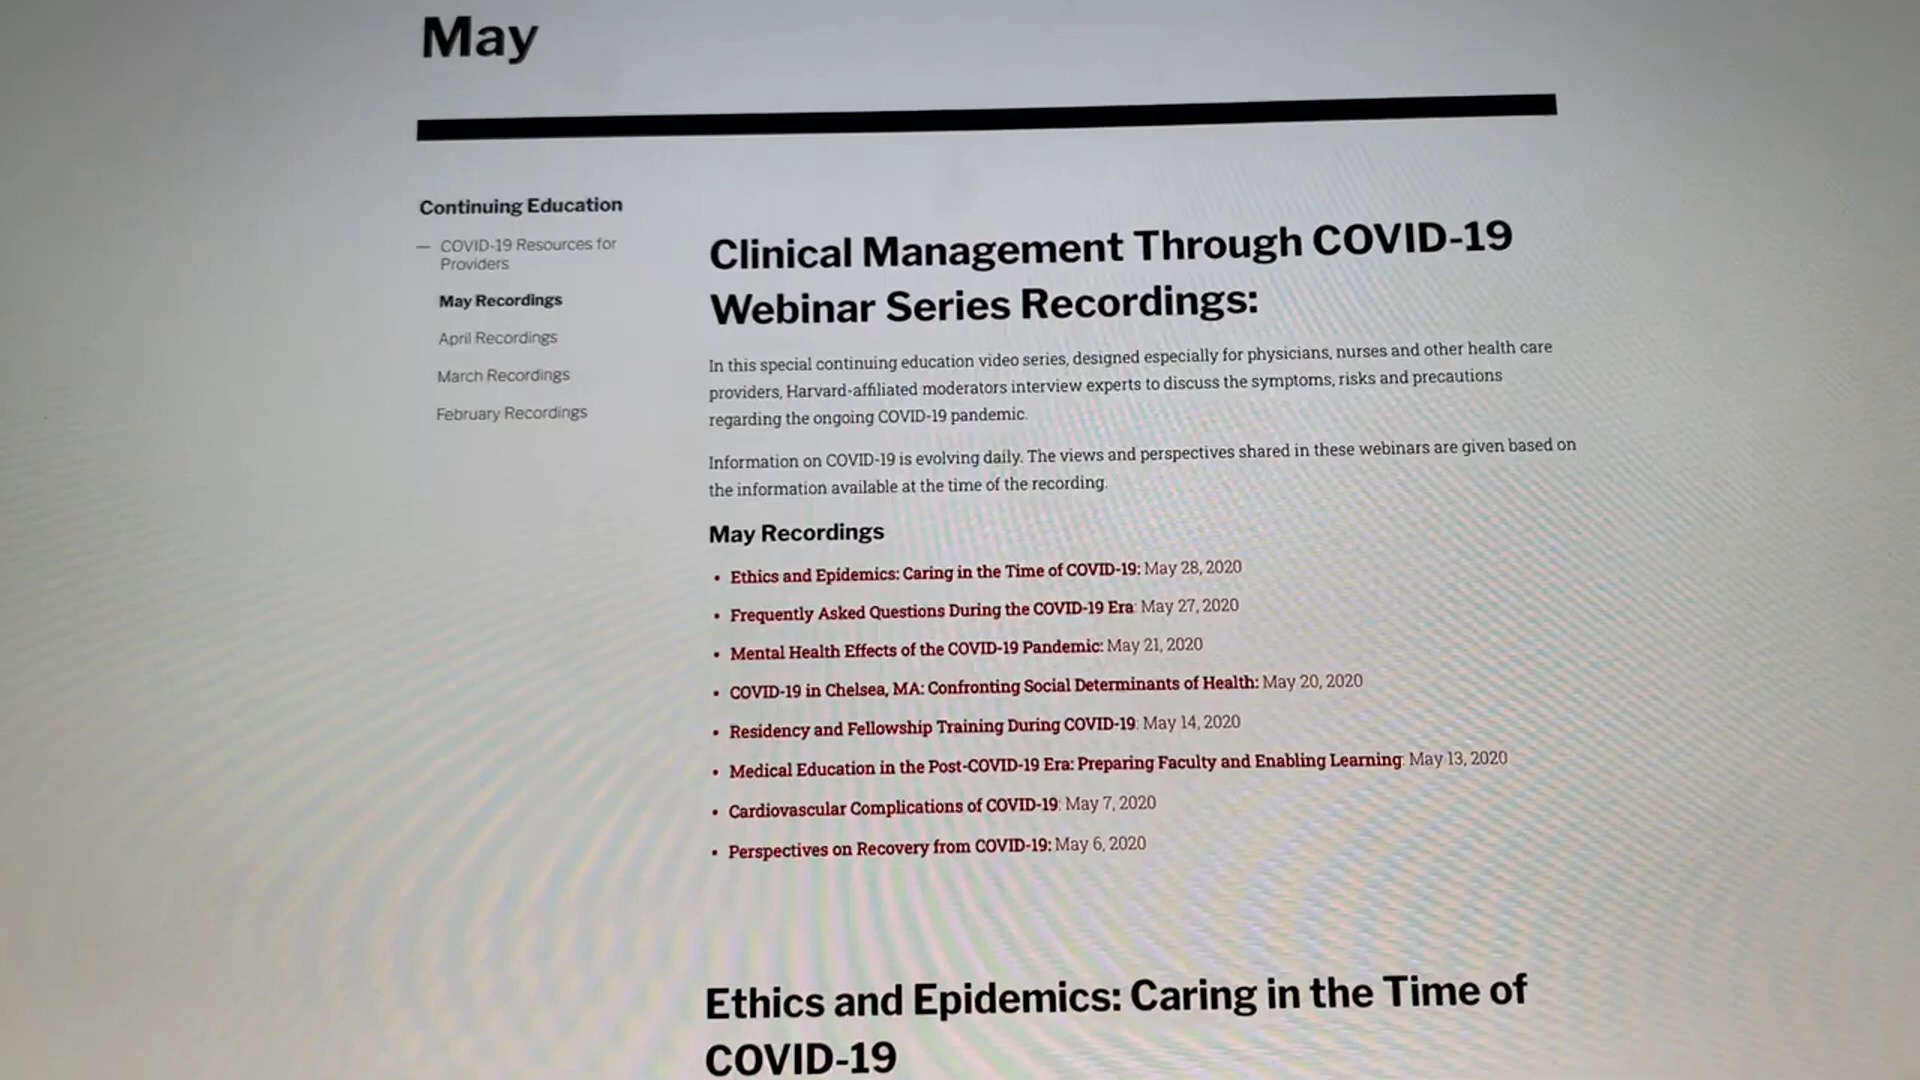 May
Continuing Education
— COVID-19 Resources for
Providers
May Recordings
April Recordings
March Recordings
February Recordings
Clinical Management Through COVID-19
Webinar Series Recordings:
In this special continuing education video series, designed especially for physicians, nurses and other health care
providers, Harvard-affiliated moderators interview experts to discuss the symptoms, risks and precautions
regarding the ongoing COVID-19 pandemic.
Information on COVID-19 is evolving daily. The views and perspectives shared in these webinars are given based on
the information available at the time of the recording.
May Recordings
• Ethics and Epidemics: Caring in the Time of COVID-19: May 28, 2020
• Frequently Asked Questions During the COVID-19 Era: May 27, 2020
• Mental Health Effects of the COVID-19 Pandemic: May 21, 2020
• COVID-19 in Chelsea, MA: Confronting Social Determinants of Health: May 20, 2020
• Residency and Fellowship Training During COVID-19: May 14, 2020
• Medical Education in the Post-COVID-19 Era: Preparing Faculty and Enabling Learning: May 13, 2020
• Cardiovascular Complications of COVID-19: May 7, 2020
• Perspectives on Recovery from COVID-19: May 6, 2020
Ethics and Epidemics: Caring in the Time of
COVID-19